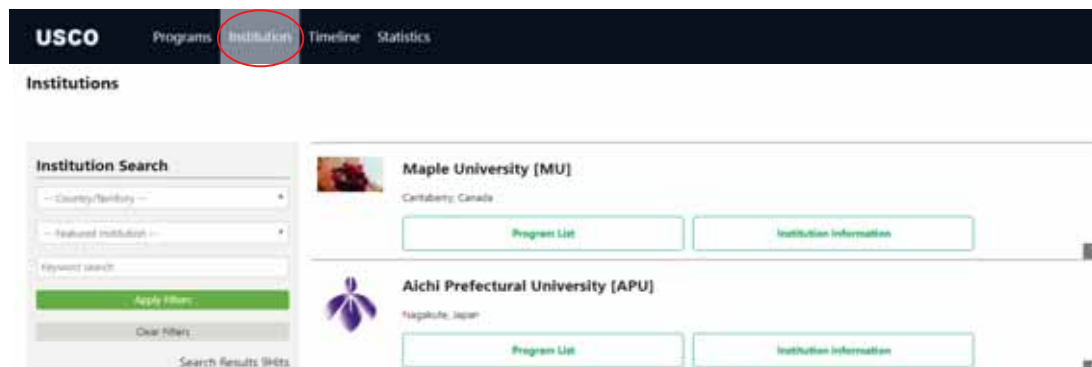 USCO Programs Institution Timeline Statistics
Institutions
Institution Search
-- Country/Territory --
-- Featured Institution --
Keyword search
Apply Filters
Clear Filters
Search Results 9Hits
Maple University [MU]
Canada
Program List Institution Information
Aichi Prefectural University [APU]
Nagakute, Japan
Program List Institution Information